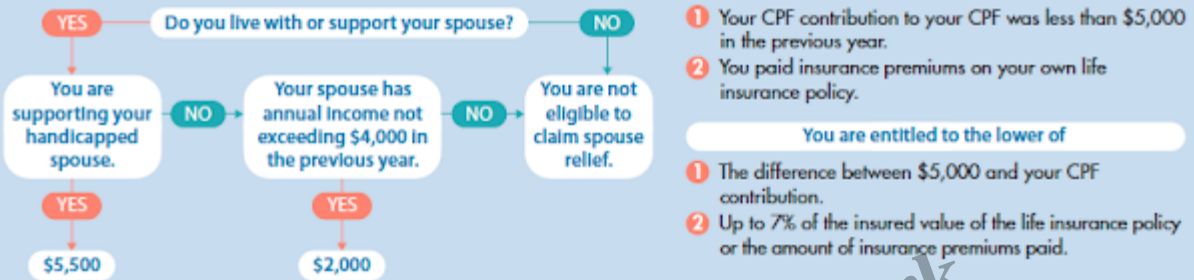 Do you live with or support your spouse?
YES
NO
You are
supporting your
handicapped
spouse.
NO
Your spouse has
annual income not
exceeding $4,000 in
the previous year.
NO
You are not
eligible to
claim spouse
relief.
YES
YES
$5,500
$2,000
1 Your CPF contribution to your CPF was less than $5,000
in the previous year.
2 You paid insurance premiums on your own life
insurance policy.
You are entitled to the lower of
1 The difference between $5,000 and your CPF
contribution.
2 Up to 7% of the insured value of the life insurance policy
or the amount of insurance premiums paid.